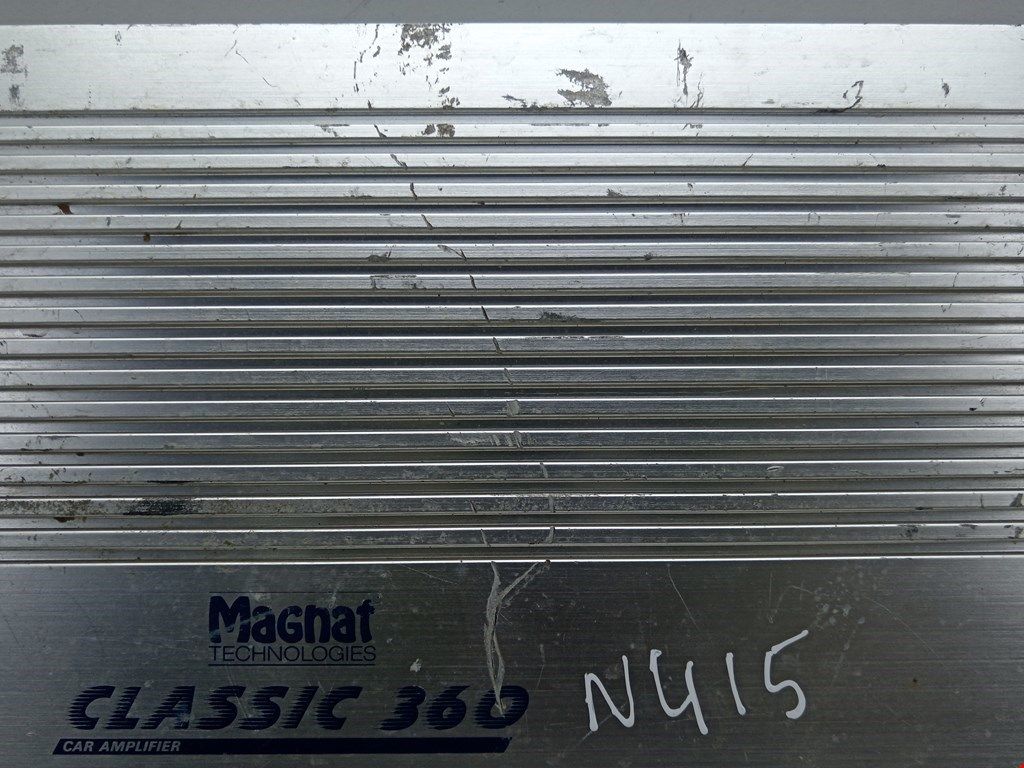 Magnat
TECHNOLOGIES
CLASSIC 360
CAR AMPLIFIER
N415